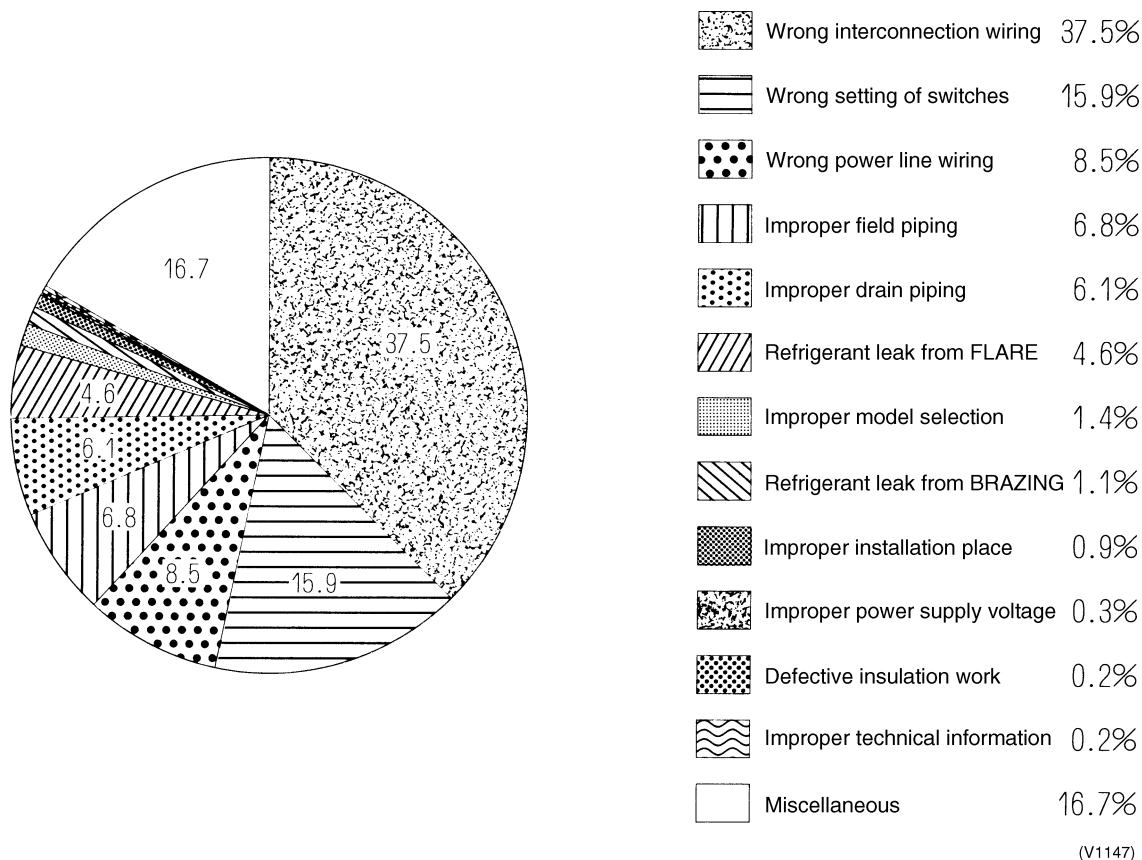 16.7
37.5
4.6
6.1
6.8
8.5
15.9
Wrong interconnection wiring 37.5%
Wrong setting of switches 15.9%
Wrong power line wiring 8.5%
Improper field piping 6.8%
Improper drain piping 6.1%
Refrigerant leak from FLARE 4.6%
Improper model selection 1.4%
Refrigerant leak from BRAZING 1.1%
Improper installation place 0.9%
Improper power supply voltage 0.3%
Defective insulation work 0.2%
Improper technical information 0.2%
Miscellaneous 16.7%
(V1147)